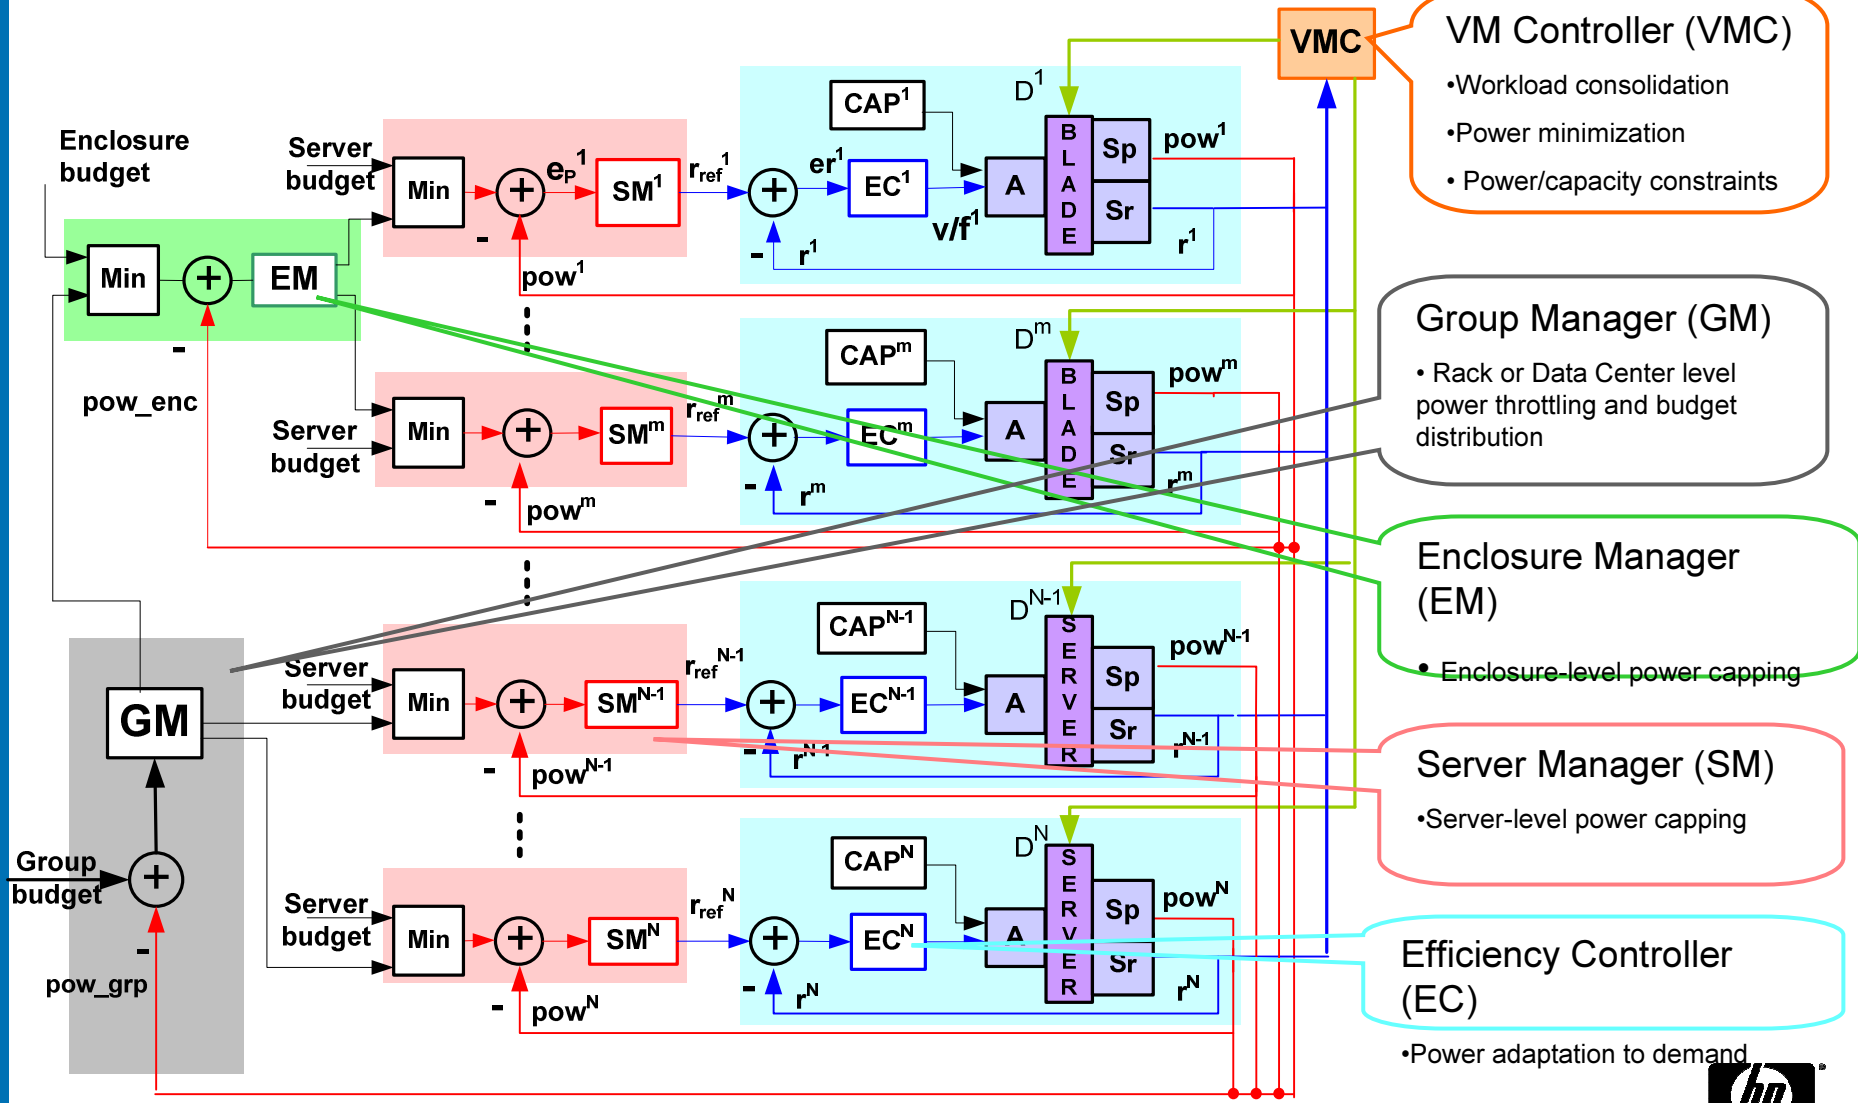 VMC
VM Controller (VMC)
•Workload consolidation
•Power minimization
• Power/capacity constraints
Enclosure
budget
Server
budget
Min
+
eP1
SM1
rref1
+
er1
EC1
v/f1
CAP1
A
D1
BLADE
Sp
Sr
pow1
r1
-
r1
-
pow1
Min
+
EM
-
pow_enc
Group Manager (GM)
• Rack or Data Center level
power throttling and budget
distribution
Server
budget
Min
+
SMm
rrefm
+
ECm
CAPm
A
Dm
BLADE
Sp
Sr
powm
rm
-
rm
-
powm
Enclosure Manager
(EM)
• Enclosure-level power capping
Server
budget
Min
+
SMN-1
rrefN-1
+
ECN-1
CAPN-1
A
DN-1
SERVER
Sp
Sr
powN-1
rN-1
-
rN-1
-
powN-1
GM
Group
budget
+
-
pow_grp
Server Manager (SM)
•Server-level power capping
Server
budget
Min
+
SMN
rrefN
+
ECN
CAPN
A
DN
SERVER
Sp
Sr
powN
rN
-
rN
-
powN
Efficiency Controller
(EC)
•Power adaptation to demand
hp